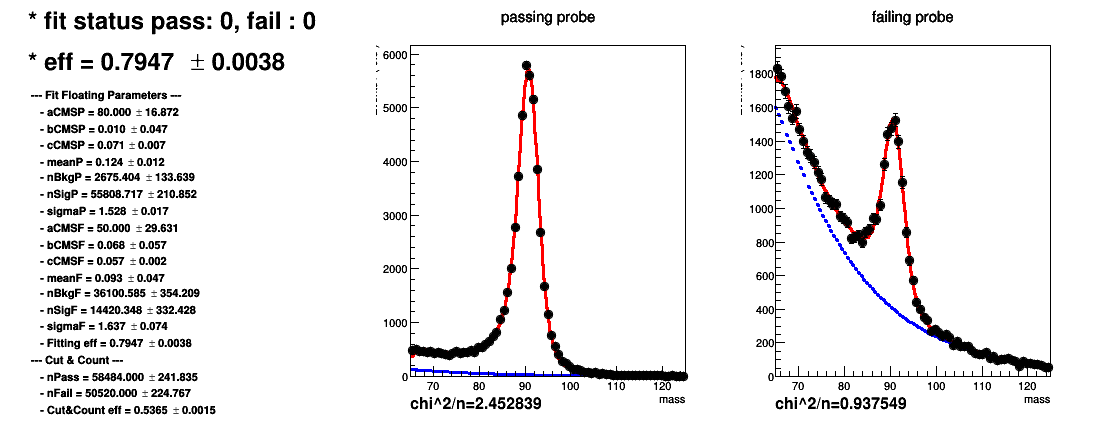 * fit status pass: 0, fail : 0
* eff = 0.7947 ± 0.0038
--- Fit Floating Parameters ---
- aCMSP = 80.000 ± 16.872
- bCMSP = 0.010 ± 0.047
- cCMSP = 0.071 ± 0.007
- meanP = 0.124 ± 0.012
- nBkgP = 2675.404 ± 133.639
- nSigP = 55808.717 ± 210.852
- sigmaP = 1.528 ± 0.017
- aCMSF = 50.000 ± 29.631
- bCMSF = 0.068 ± 0.057
- cCMSF = 0.057 ± 0.002
- meanF = 0.093 ± 0.047
- nBkgF = 36100.585 ± 354.209
- nSigF = 14420.348 ± 332.428
- sigmaF = 1.637 ± 0.074
- Fitting eff = 0.7947 ± 0.0038
--- Cut & Count ---
- nPass = 58484.000 ± 241.835
- nFail = 50520.000 ± 224.767
- Cut&Count eff = 0.5365 ± 0.0015
passing probe
6000
5000
4000
3000
2000
1000
0
70 80 90 100 110 120
mass
chi^2/n=2.452839
failing probe
1800
1600
1400
1200
1000
800
600
400
200
0
70 80 90 100 110 120
mass
chi^2/n=0.937549